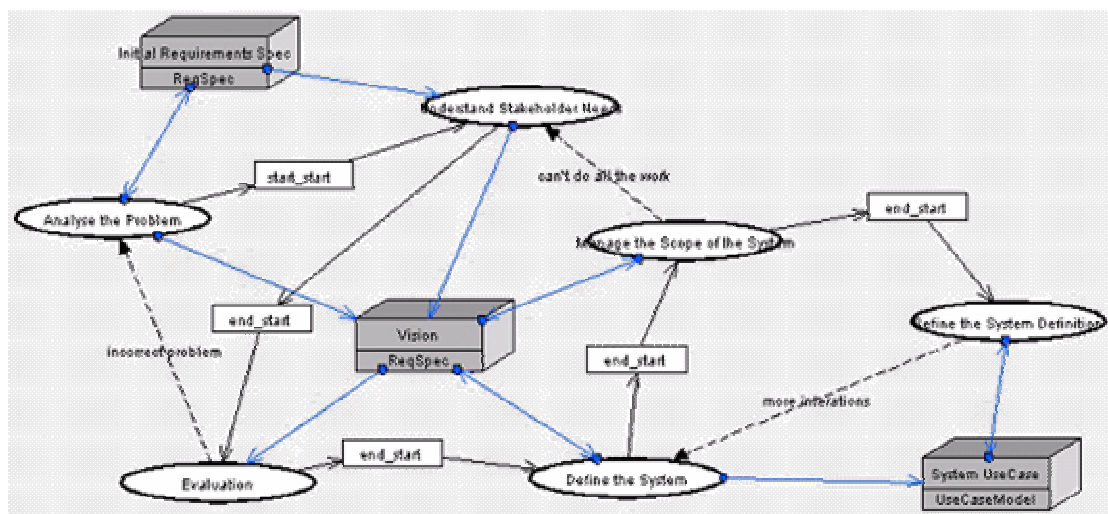 Initial Requirements Spec
ReqSpec
Understand Stakeholder Needs
start_start
can't do all the work
end_start
Analyse the Problem
Manage the Scope of the System
end_start
Vision
ReqSpec
Refine the System Definition
incorrect problem
end_start
more interations
end_start
Evaluation
Define the System
System UseCase
UseCaseModel